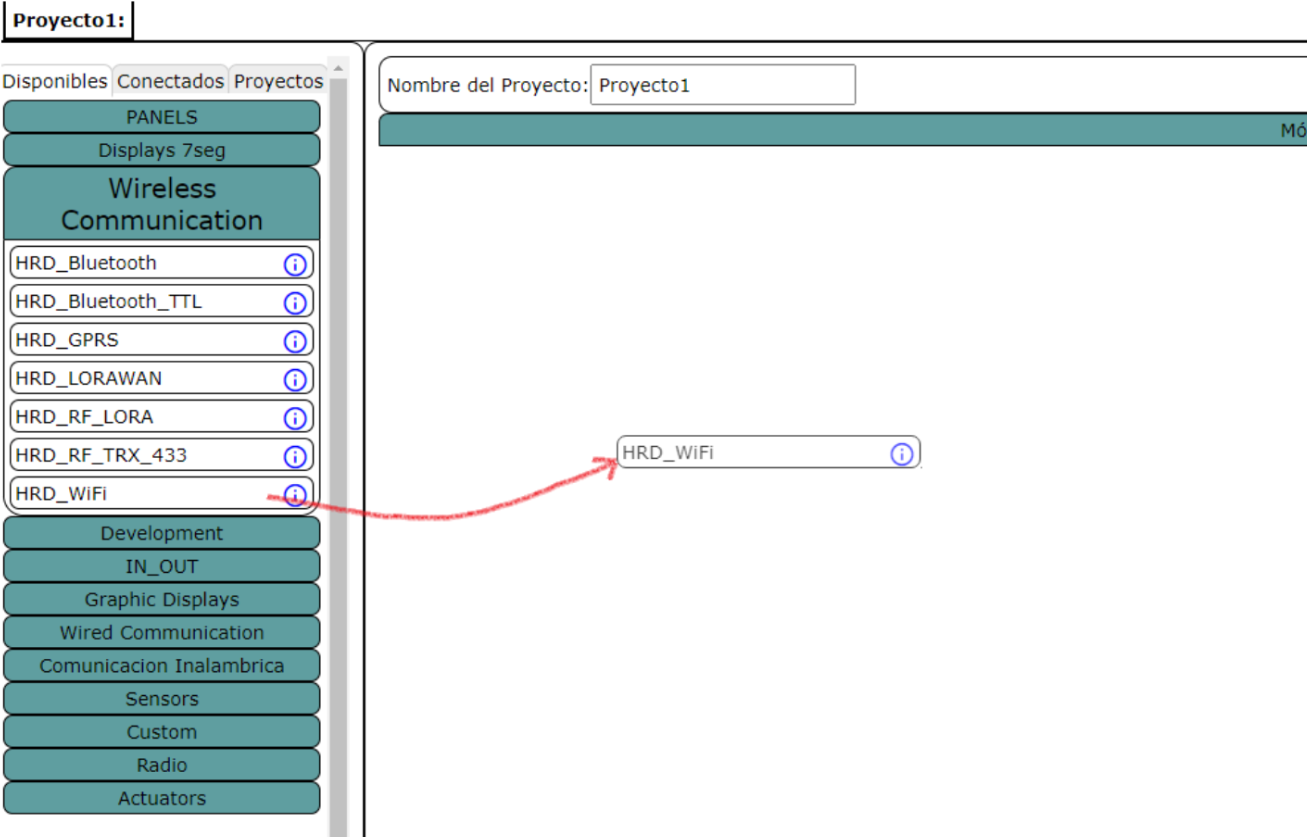 Proyecto1:
Disponibles Conectados Proyectos
PANELS
Displays 7seg
Wireless
Communication
HRD_Bluetooth
HRD_Bluetooth_TTL
HRD_GPRS
HRD_LORAWAN
HRD_RF_LORA
HRD_RF_TRX_433
HRD_WiFi
Development
IN_OUT
Graphic Displays
Wired Communication
Comunicacion Inalambrica
Sensors
Custom
Radio
Actuators
Nombre del Proyecto: Proyecto1
Mó
HRD_WiFi